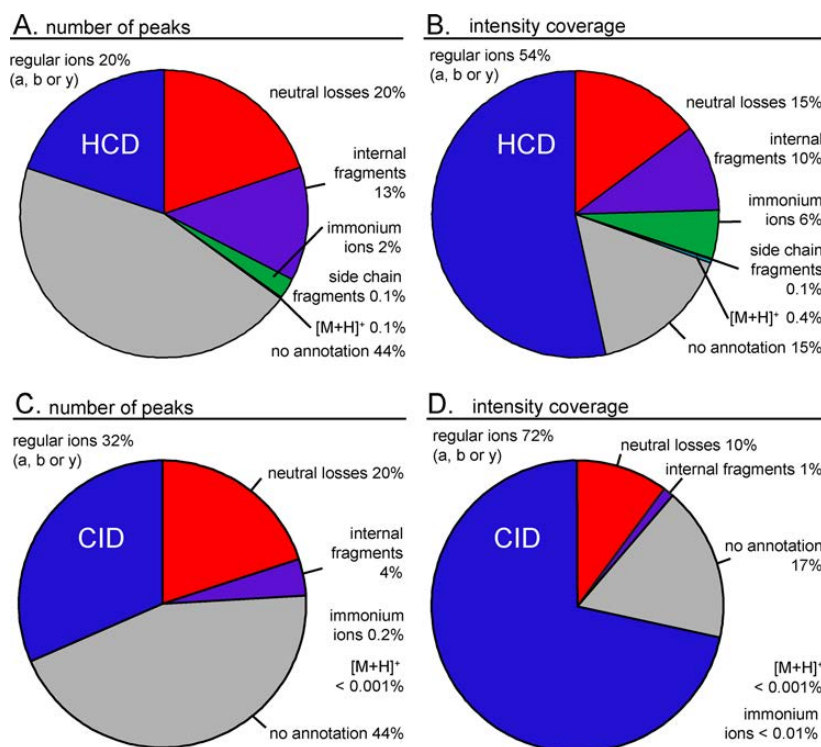 A. number of peaks
regular ions 20%
(a, b or y)
neutral losses 20%
HCD
internal
fragments
13%
immonium
ions 2%
side chain
fragments 0.1%
[M+H]⁺ 0.1%
no annotation 44%
B. intensity coverage
regular ions 54%
(a, b or y)
neutral losses 15%
HCD
internal
fragments 10%
immonium
ions 6%
side chain
fragments
0.1%
[M+H]⁺ 0.4%
no annotation 15%
C. number of peaks
regular ions 32%
(a, b or y)
neutral losses 20%
CID
internal
fragments
4%
immonium
ions 0.2%
[M+H]⁺
< 0.001%
no annotation 44%
D. intensity coverage
regular ions 72%
(a, b or y)
neutral losses 10%
internal fragments 1%
CID
no annotation
17%
[M+H]⁺
< 0.001%
immonium
ions < 0.01%